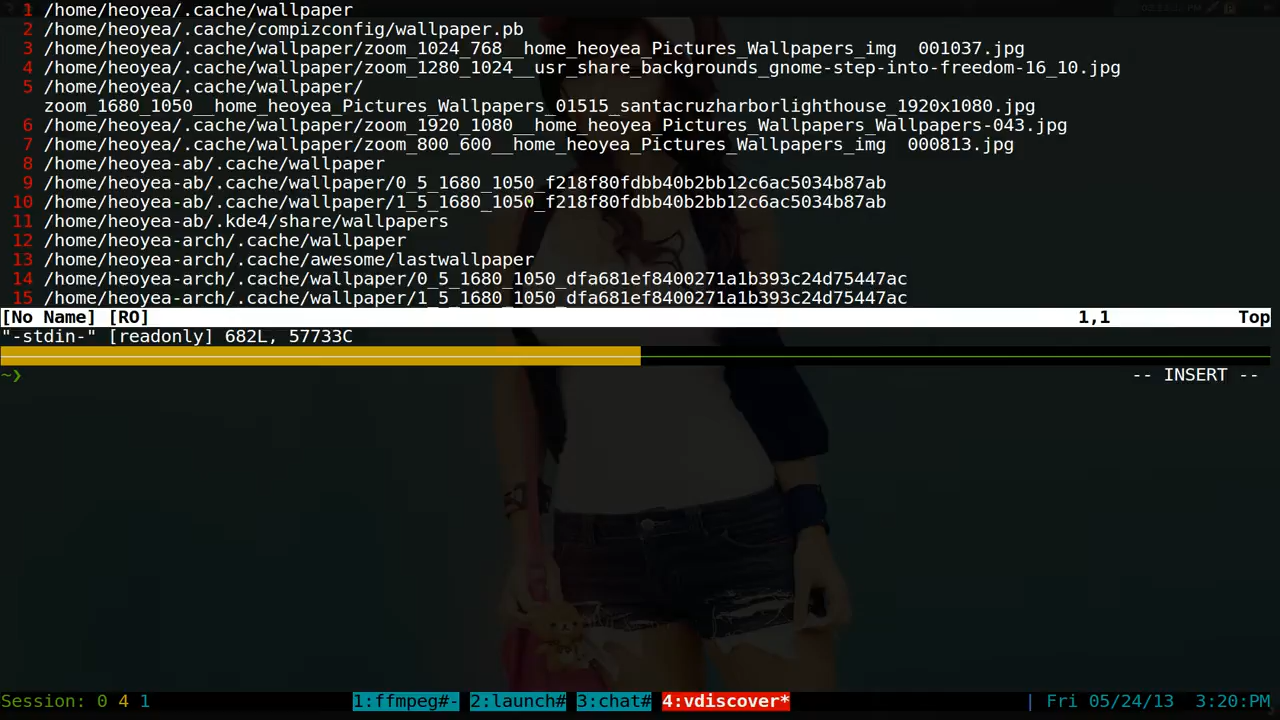 1 /home/heoyea/.cache/wallpaper
2 /home/heoyea/.cache/compizconfig/wallpaper.pb
3 /home/heoyea/.cache/wallpaper/zoom_1024_768__home_heoyea_Pictures_Wallpapers_img  001037.jpg
4 /home/heoyea/.cache/wallpaper/zoom_1280_1024__usr_share_backgrounds_gnome-step-into-freedom-16_10.jpg
5 /home/heoyea/.cache/wallpaper/
zoom_1680_1050__home_heoyea_Pictures_Wallpapers_01515_santacruzharborlighthouse_1920x1080.jpg
6 /home/heoyea/.cache/wallpaper/zoom_1920_1080__home_heoyea_Pictures_Wallpapers_Wallpapers-043.jpg
7 /home/heoyea/.cache/wallpaper/zoom_800_600__home_heoyea_Pictures_Wallpapers_img  000813.jpg
8 /home/heoyea-ab/.cache/wallpaper
9 /home/heoyea-ab/.cache/wallpaper/0_5_1680_1050_f218f80fdbb40b2bb12c6ac5034b87ab
10 /home/heoyea-ab/.cache/wallpaper/1_5_1680_1050_f218f80fdbb40b2bb12c6ac5034b87ab
11 /home/heoyea-ab/.kde4/share/wallpapers
12 /home/heoyea-arch/.cache/wallpaper
13 /home/heoyea-arch/.cache/awesome/lastwallpaper
14 /home/heoyea-arch/.cache/wallpaper/0_5_1680_1050_dfa681ef8400271a1b393c24d75447ac
15 /home/heoyea-arch/.cache/wallpaper/1_5_1680_1050_dfa681ef8400271a1b393c24d75447ac
[No Name] [RO] 1,1 Top
"-stdin-" [readonly] 682L, 57733C
~❯ -- INSERT --
Session: 0 4 1 1:ffmpeg#- 2:launch# 3:chat# 4:vdiscover* | Fri 05/24/13 3:20:PM